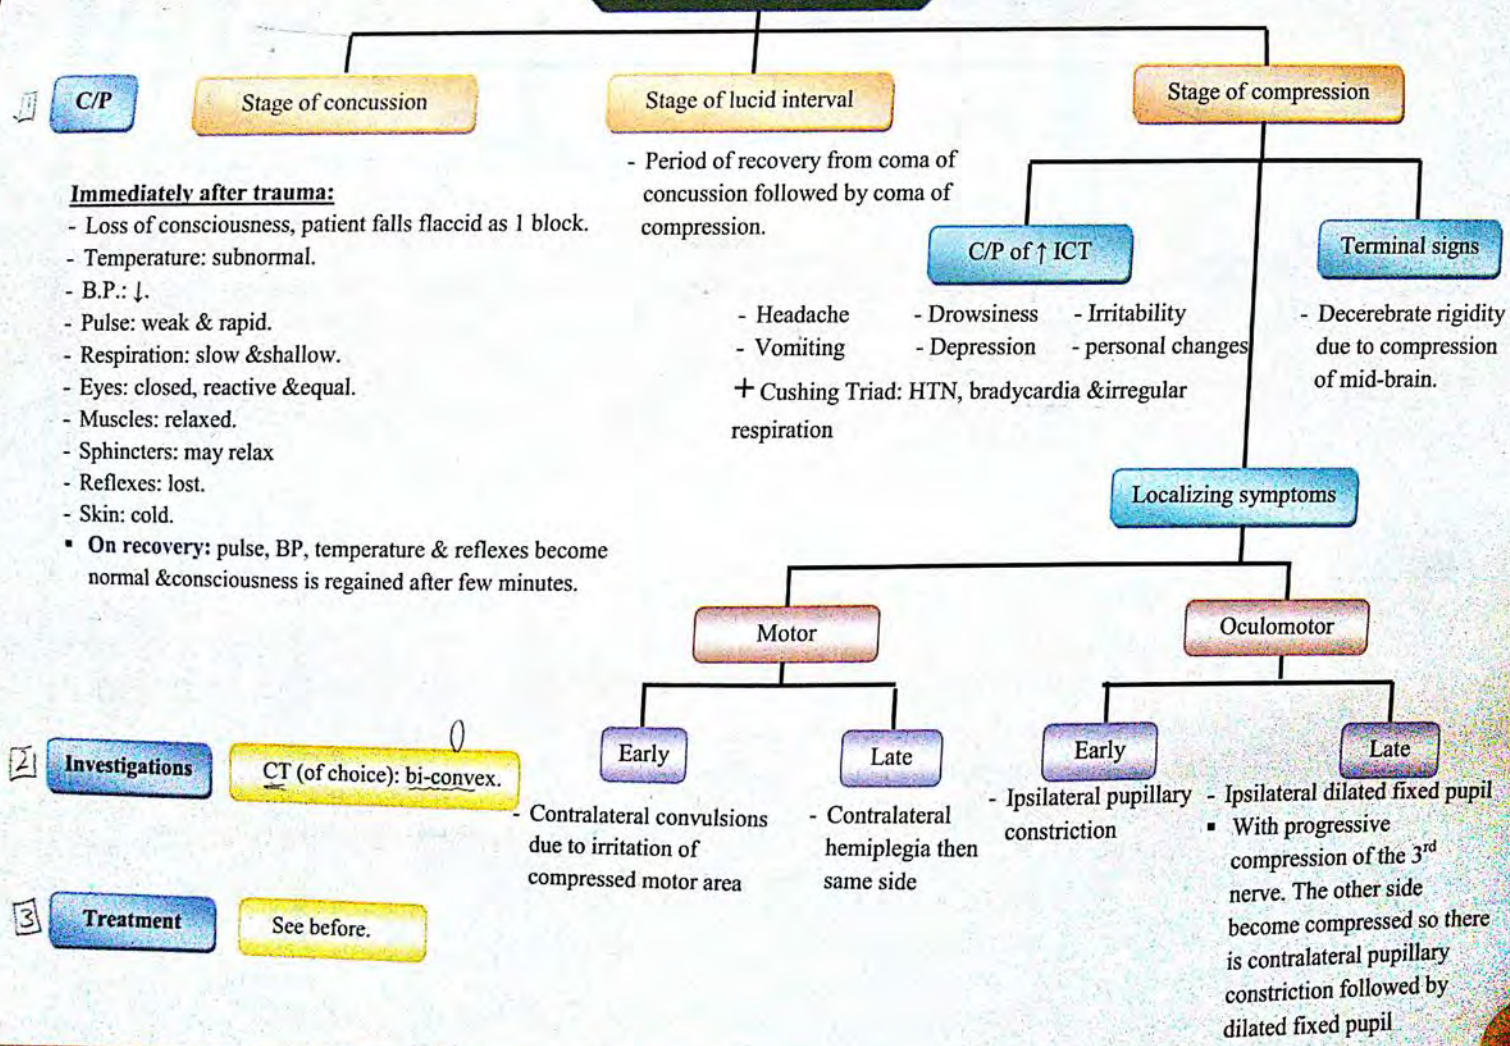 1
C/P
Stage of concussion
Stage of lucid interval
Stage of compression
Immediately after trauma:
- Loss of consciousness, patient falls flaccid as 1 block.
- Temperature: subnormal.
- B.P.: ↓.
- Pulse: weak & rapid.
- Respiration: slow &shallow.
- Eyes: closed, reactive &equal.
- Muscles: relaxed.
- Sphincters: may relax
- Reflexes: lost.
- Skin: cold.
▪ On recovery: pulse, BP, temperature & reflexes become
normal &consciousness is regained after few minutes.
- Period of recovery from coma of
concussion followed by coma of
compression.
C/P of ↑ ICT
- Headache - Drowsiness - Irritability
- Vomiting - Depression - personal changes
+ Cushing Triad: HTN, bradycardia &irregular
respiration
Terminal signs
- Decerebrate rigidity
due to compression
of mid-brain.
Localizing symptoms
Motor
Early
- Contralateral convulsions
due to irritation of
compressed motor area
Late
- Contralateral
hemiplegia then
same side
Oculomotor
Early
- Ipsilateral pupillary
constriction
Late
- Ipsilateral dilated fixed pupil
▪ With progressive
compression of the 3rd
nerve. The other side
become compressed so there
is contralateral pupillary
constriction followed by
dilated fixed pupil
2
Investigations
CT (of choice): bi-convex.
3
Treatment
See before.